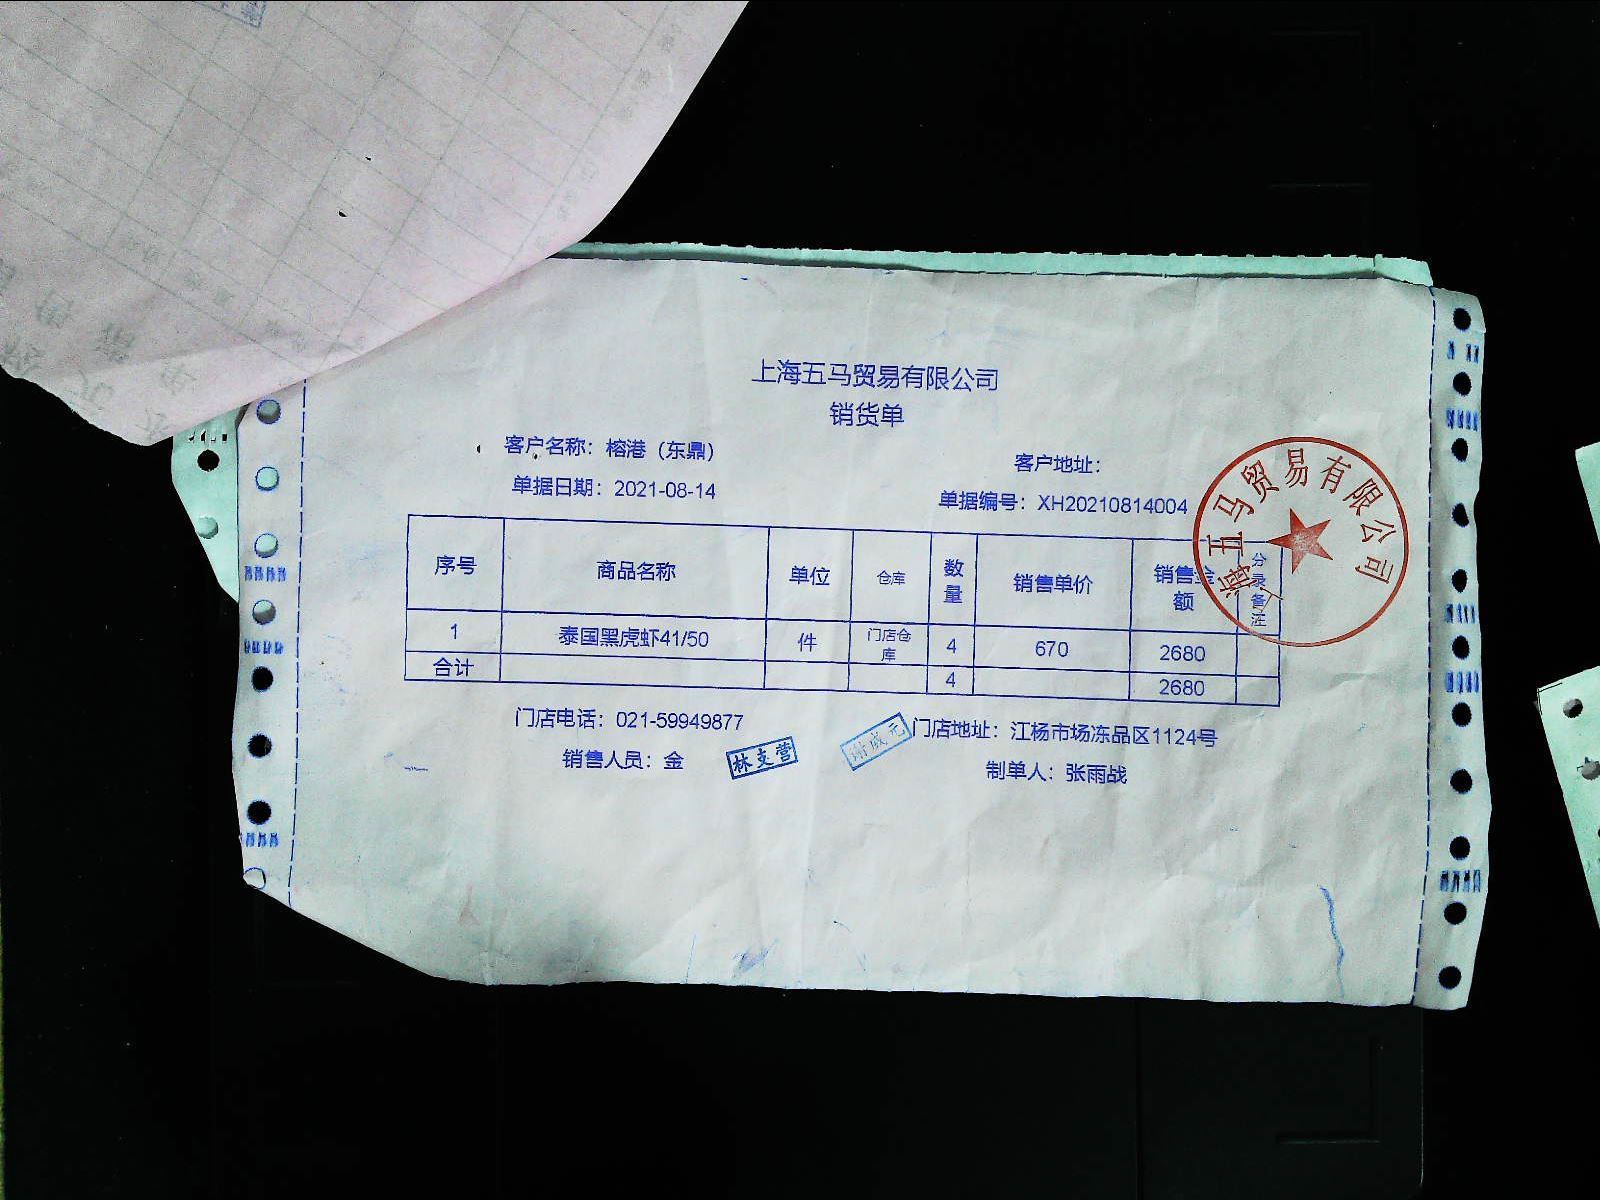 上海五马贸易有限公司
销货单
客户名称：榕港（东鼎）
客户地址：
单据日期：2021-08-14
单据编号：XH20210814004
序号 商品名称 单位 仓库 数量 销售单价 销售金额 分录备注
1 泰国黑虎虾41/50 件 门店仓库 4 670 2680
合计 4 2680
门店电话：021-59949877
门店地址：江杨市场冻品区1124号
销售人员：金
制单人：张雨战
林支营
谢成元
上海五马贸易有限公司